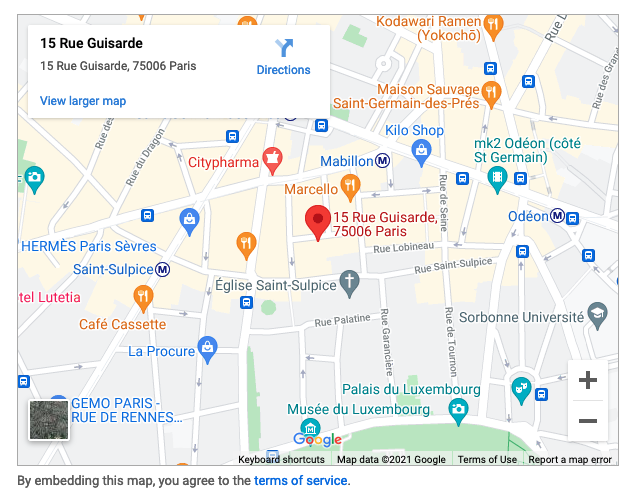 15 Rue Guisarde
15 Rue Guisarde, 75006 Paris
Directions
View larger map
Kodawari Ramen
(Yokochō)
Maison Sauvage
Saint-Germain-des-Prés
Rue des Grands
Rue du Dragon
Kilo Shop
mk2 Odéon (côté
St Germain)
Citypharma
Mabillon
Marcello
Rue de Seine
15 Rue Guisarde,
75006 Paris
Odéon
HERMÈS Paris Sèvres
Rue Lobineau
Saint-Sulpice
Rue Saint-Sulpice
Église Saint-Sulpice
tel Lutetia
Café Cassette
Rue Palatine
Rue Garancière
Rue de Tournon
Sorbonne Université
La Procure
Palais du Luxembourg
GEMO PARIS -
RUE DE RENNES...
Musée du Luxembourg
Google
Keyboard shortcuts
Map data ©2021 Google
Terms of Use
Report a map error
By embedding this map, you agree to the terms of service.